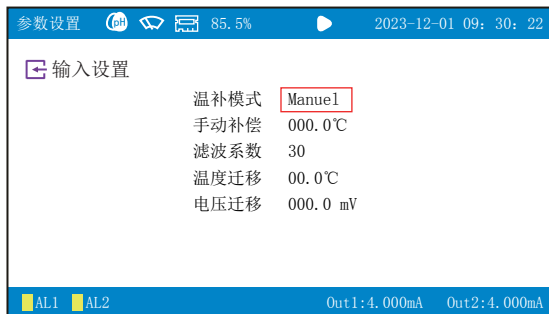 参数设置 pH 85.5% 2023-12-01 09: 30: 22
输入设置
温补模式 Manuel
手动补偿 000.0℃
滤波系数 30
温度迁移 00.0℃
电压迁移 000.0 mV
AL1 AL2 Out1:4.000mA Out2:4.000mA